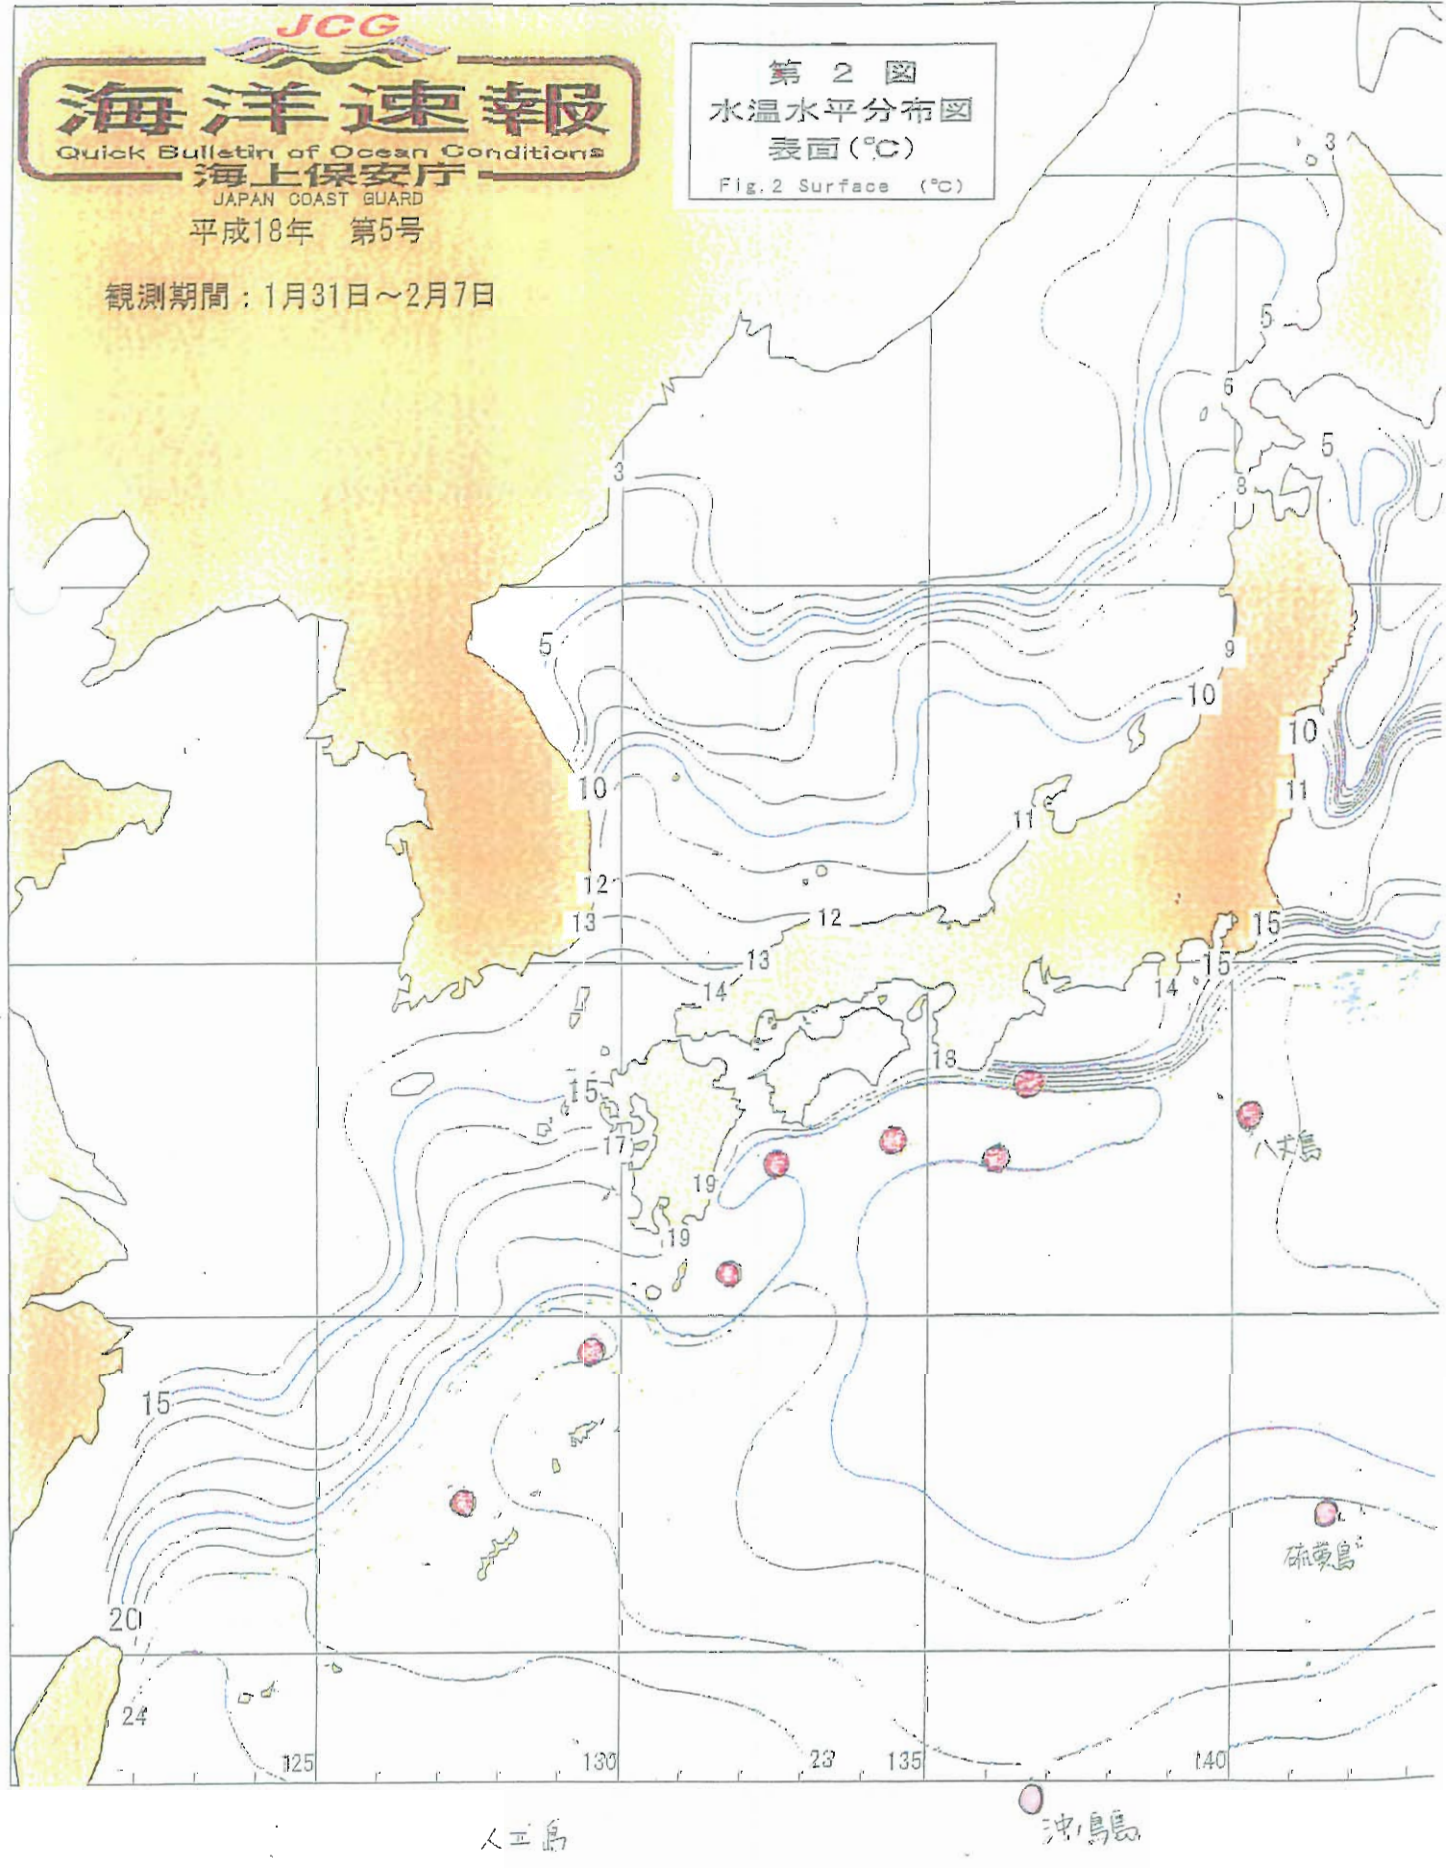 JCG
海洋速報
Quick Bulletin of Ocean Conditions
海上保安庁
JAPAN COAST GUARD
平成18年 第5号
観測期間：1月31日～2月7日
第 2 図
水温水平分布図
表面(℃)
Fig.2 Surface (℃)
3
5
6
5
3
8
5
9
10
10
10
11
11
12
12
13
15
13
15
14
14
18
15
17
八丈島
19
19
15
硫黄島
20
24
125
130
23
135
140
沖ノ鳥島
人工島